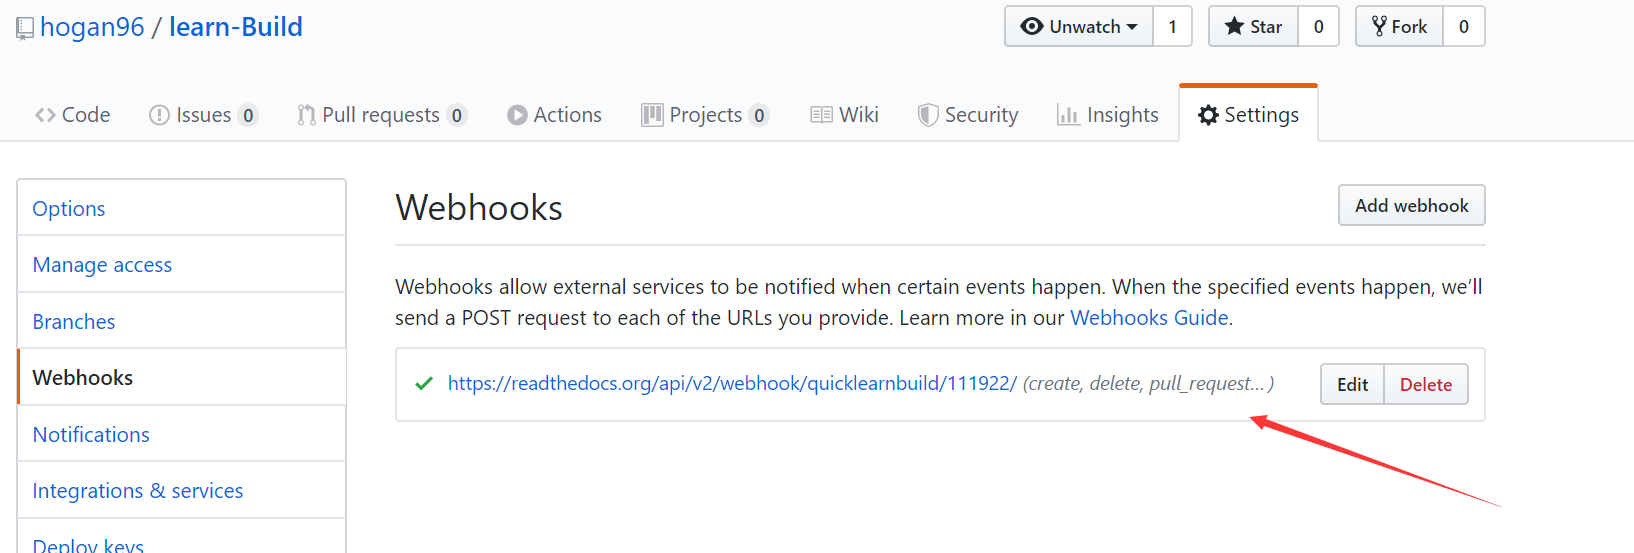 hogan96 / learn-Build
Unwatch 1 Star 0 Fork 0
Code Issues 0 Pull requests 0 Actions Projects 0 Wiki Security Insights Settings
Options
Manage access
Branches
Webhooks
Notifications
Integrations & services
Deploy keys
Webhooks
Add webhook
Webhooks allow external services to be notified when certain events happen. When the specified events happen, we’ll
send a POST request to each of the URLs you provide. Learn more in our Webhooks Guide.
https://readthedocs.org/api/v2/webhook/quicklearnbuild/111922/ (create, delete, pull_request… )
Edit Delete